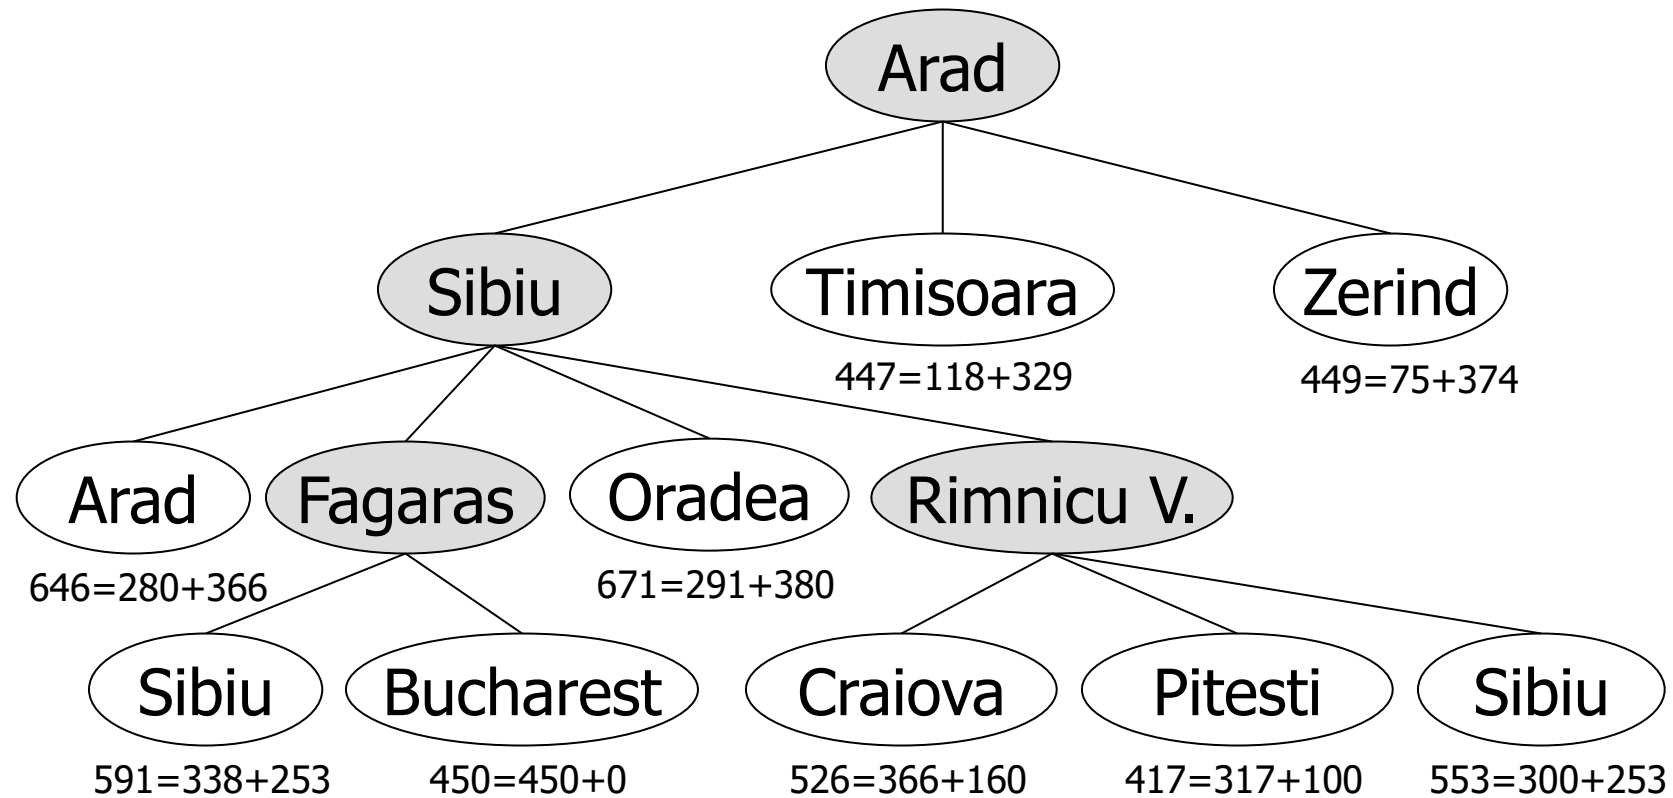 Arad
Sibiu
Timisoara
Zerind
447=118+329
449=75+374
Arad
Fagaras
Oradea
Rimnicu V.
646=280+366
671=291+380
Sibiu
Bucharest
Craiova
Pitesti
Sibiu
591=338+253
450=450+0
526=366+160
417=317+100
553=300+253